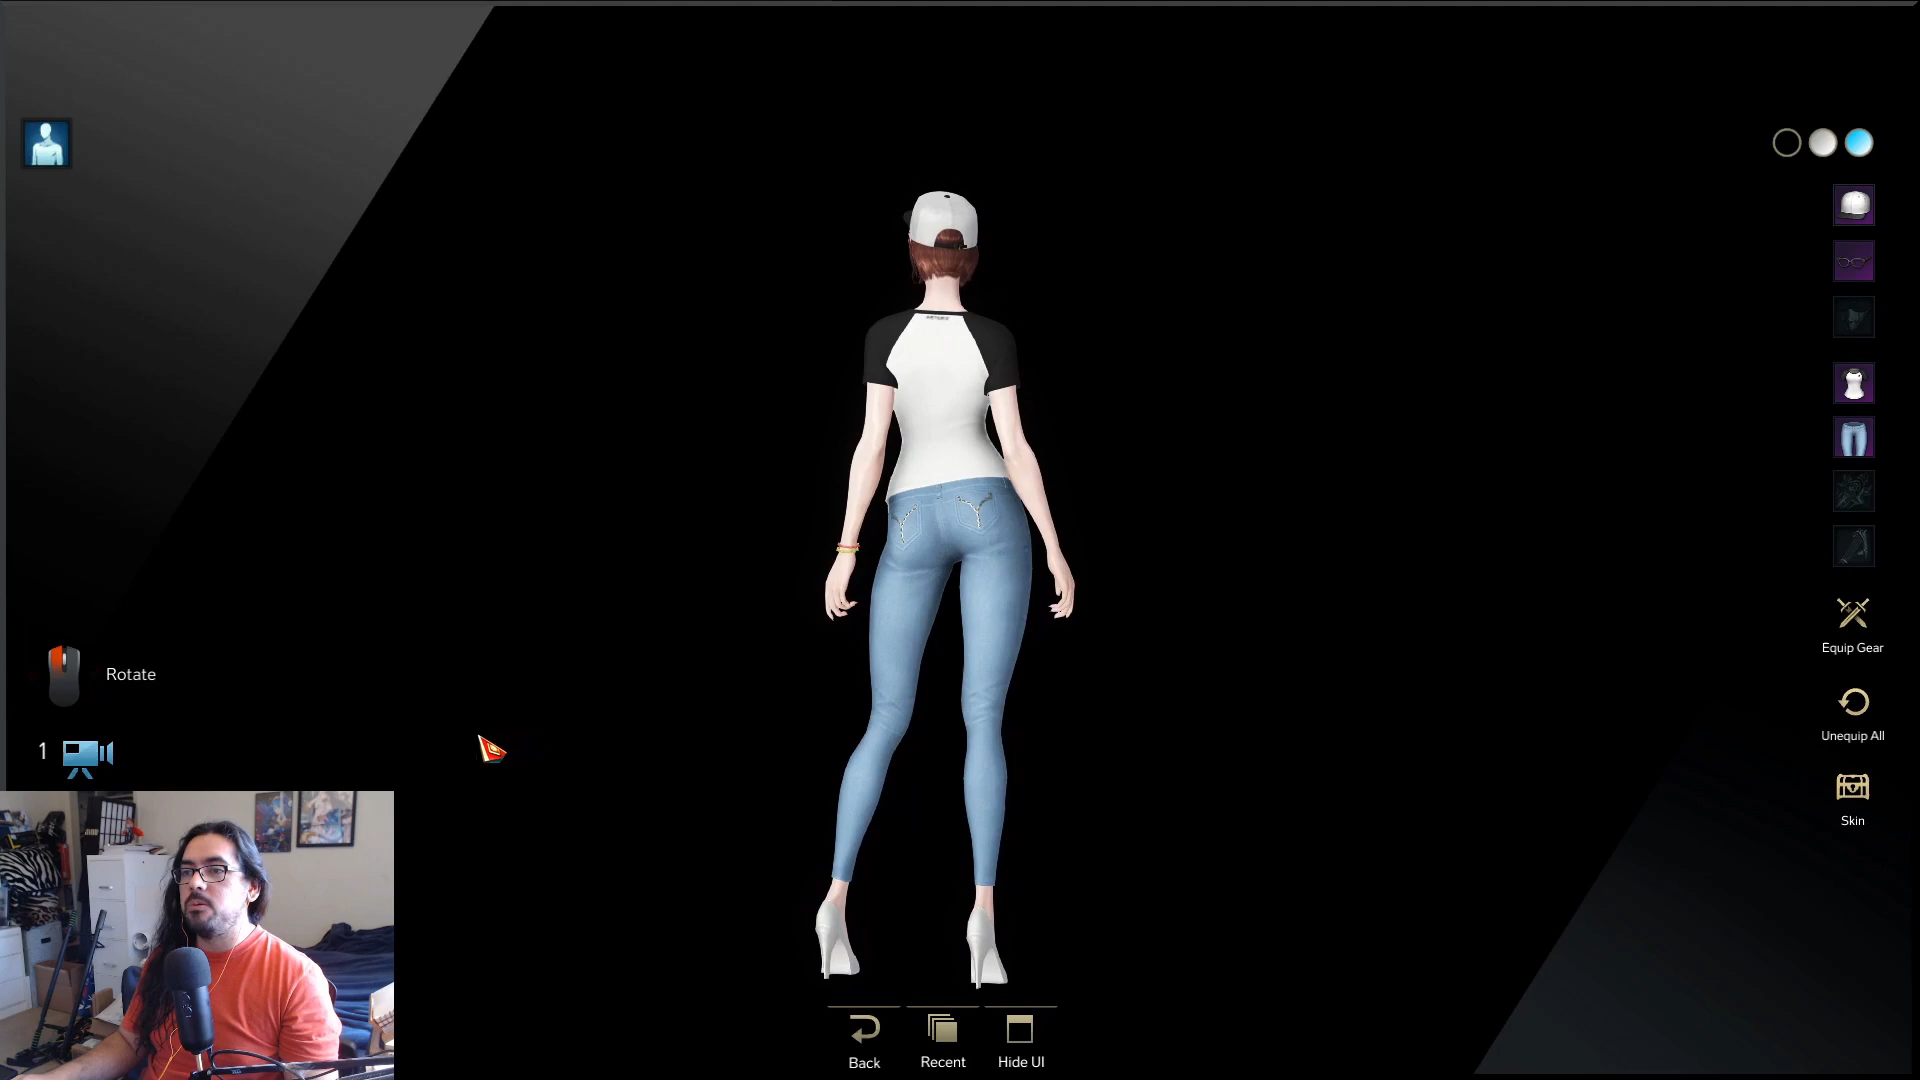 Rotate
1
Equip Gear
Unequip All
Skin
Back
Recent
Hide UI